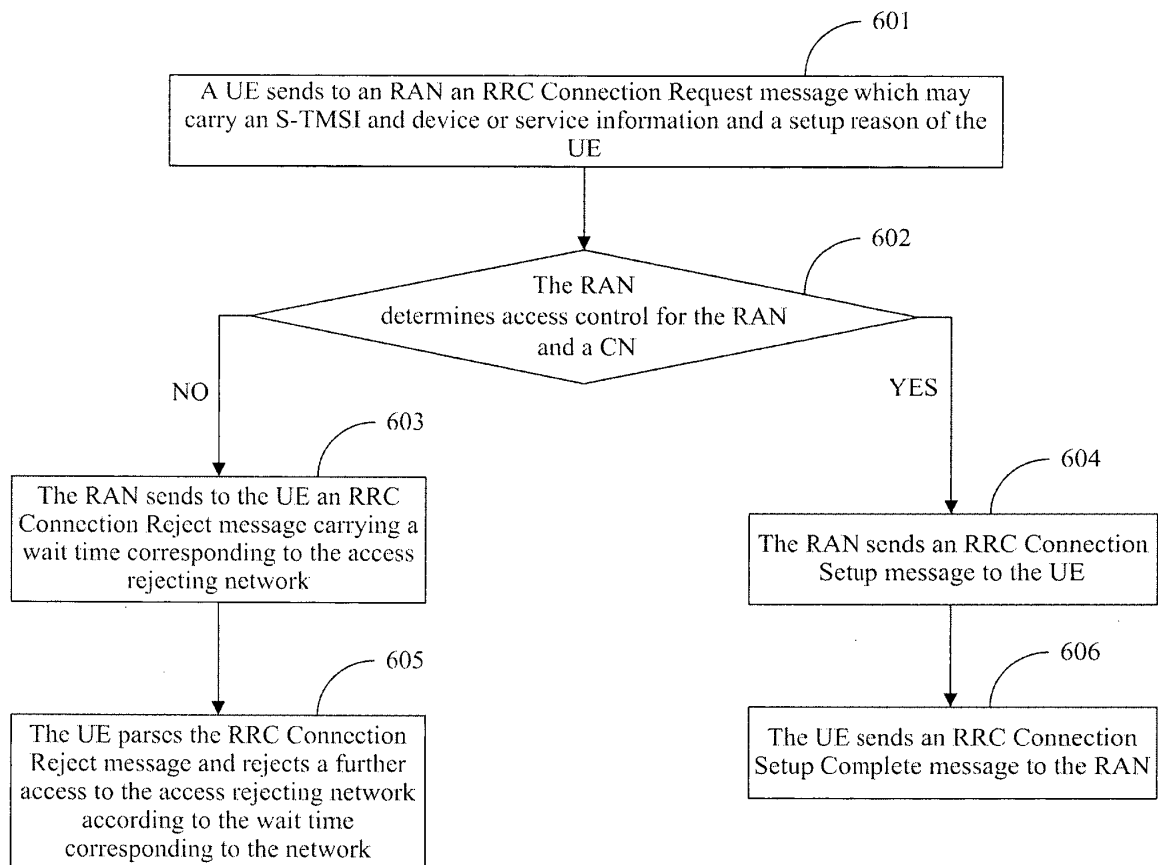 601
A UE sends to an RAN an RRC Connection Request message which may
carry an S-TMSI and device or service information and a setup reason of the
UE
602
The RAN
determines access control for the RAN
and a CN
NO
YES
603
The RAN sends to the UE an RRC
Connection Reject message carrying a
wait time corresponding to the access
rejecting network
604
The RAN sends an RRC Connection
Setup message to the UE
605
The UE parses the RRC Connection
Reject message and rejects a further
access to the access rejecting network
according to the wait time
corresponding to the network
606
The UE sends an RRC Connection
Setup Complete message to the RAN